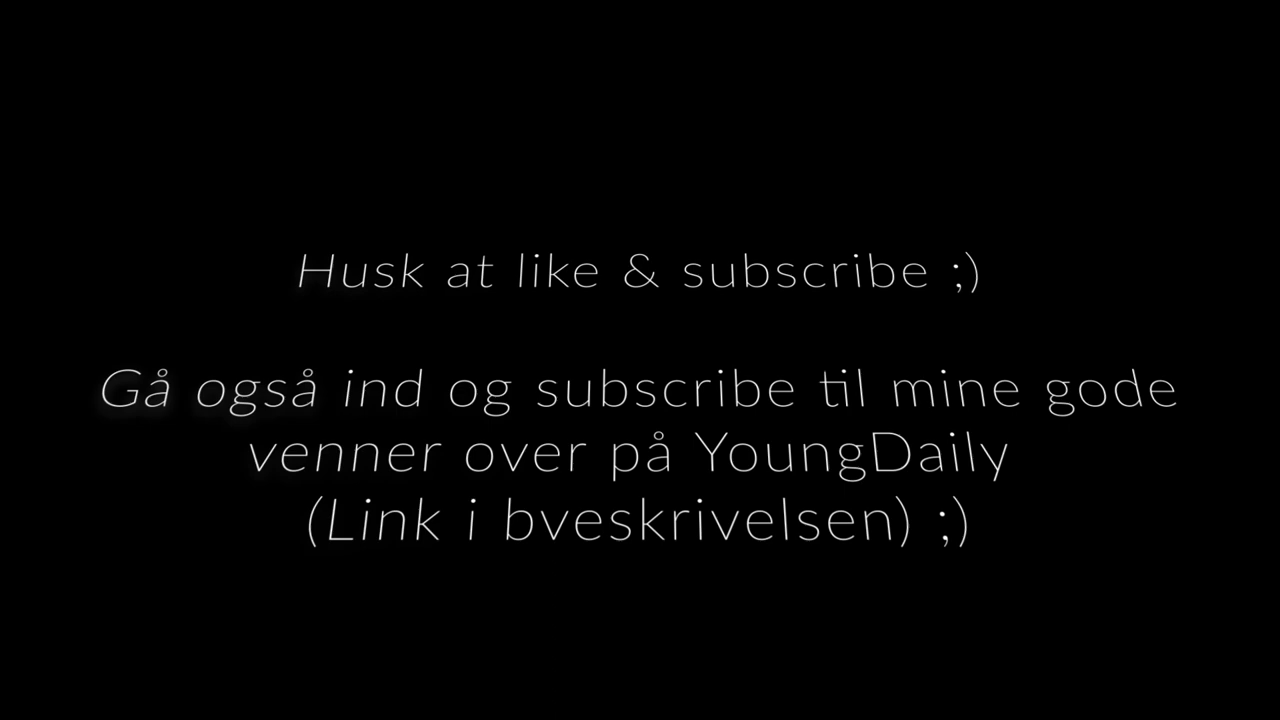 Husk at like & subscribe ;)
Gå også ind og subscribe til mine gode
venner over på YoungDaily
(Link i bveskrivelsen) ;)